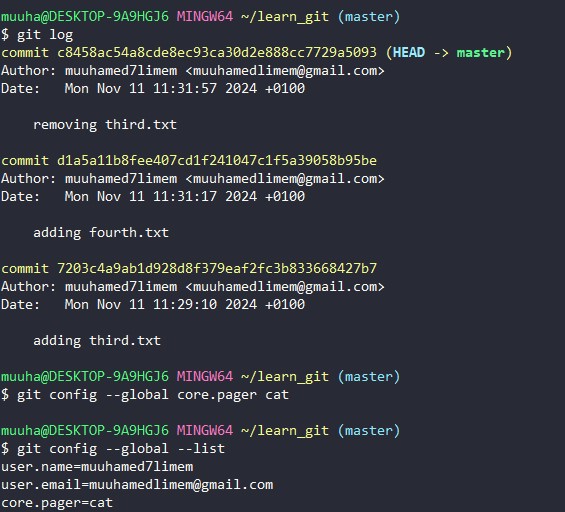 muuha@DESKTOP-9A9HGJ6 MINGW64 ~/learn_git (master)
$ git log
commit c8458ac54a8cde8ec93ca30d2e888cc7729a5093 (HEAD -> master)
Author: muuhamed7limem <muuhamedlimem@gmail.com>
Date:   Mon Nov 11 11:31:57 2024 +0100

    removing third.txt

commit d1a5a11b8fee407cd1f241047c1f5a39058b95be
Author: muuhamed7limem <muuhamedlimem@gmail.com>
Date:   Mon Nov 11 11:31:17 2024 +0100

    adding fourth.txt

commit 7203c4a9ab1d928d8f379eaf2fc3b833668427b7
Author: muuhamed7limem <muuhamedlimem@gmail.com>
Date:   Mon Nov 11 11:29:10 2024 +0100

    adding third.txt

muuha@DESKTOP-9A9HGJ6 MINGW64 ~/learn_git (master)
$ git config --global core.pager cat

muuha@DESKTOP-9A9HGJ6 MINGW64 ~/learn_git (master)
$ git config --global --list
user.name=muuhamed7limem
user.email=muuhamedlimem@gmail.com
core.pager=cat